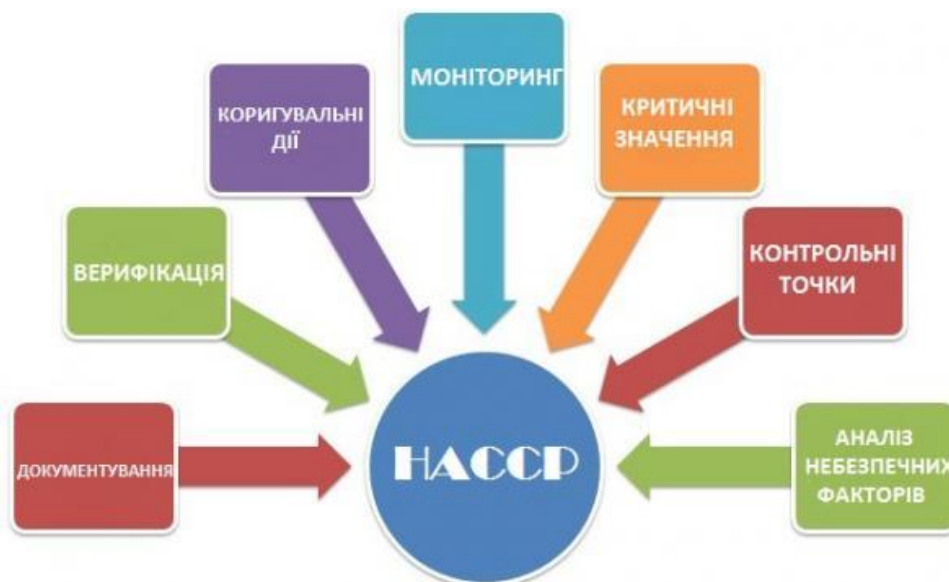 МОНІТОРИНГ
КОРИГУВАЛЬНІ
ДІЇ
КРИТИЧНІ
ЗНАЧЕННЯ
ВЕРИФІКАЦІЯ
КОНТРОЛЬНІ
ТОЧКИ
ДОКУМЕНТУВАННЯ
HACCP
АНАЛІЗ
НЕБЕЗПЕЧНИХ
ФАКТОРІВ